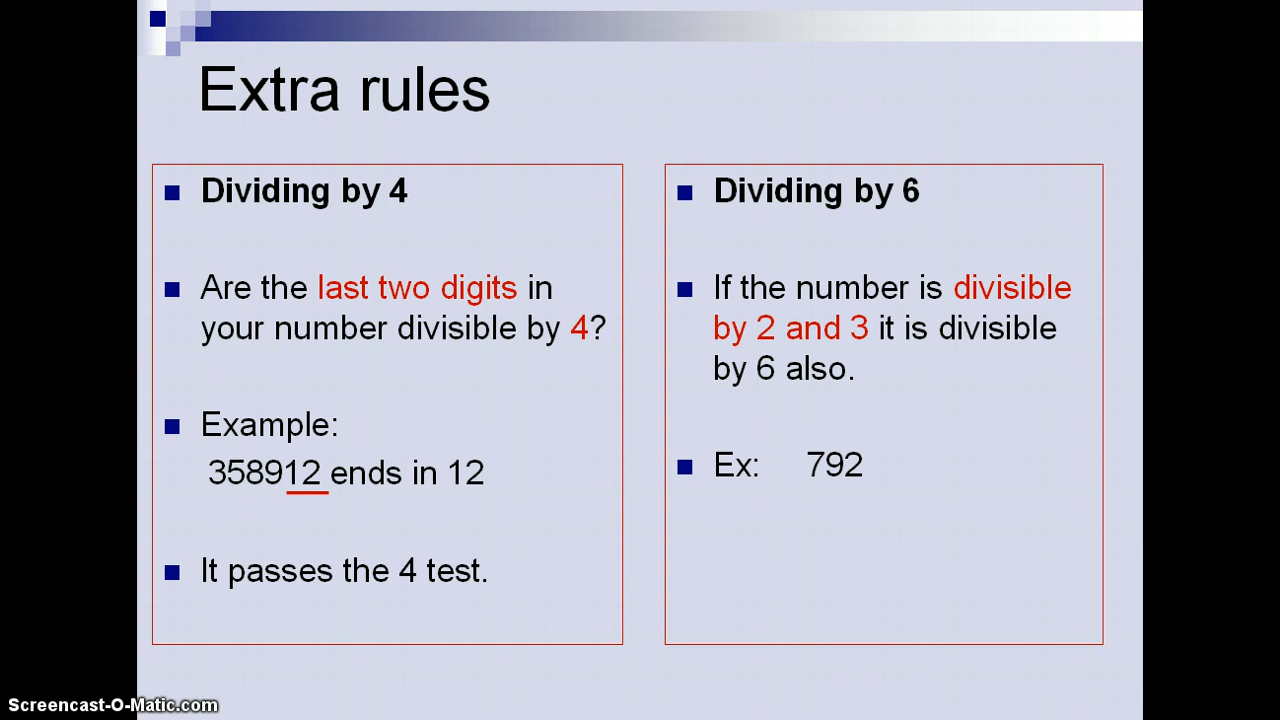 Extra rules
Dividing by 4
Are the last two digits in
your number divisible by 4?
Example:
358912 ends in 12
It passes the 4 test.
Dividing by 6
If the number is divisible
by 2 and 3 it is divisible
by 6 also.
Ex: 792
Screencast-O-Matic.com